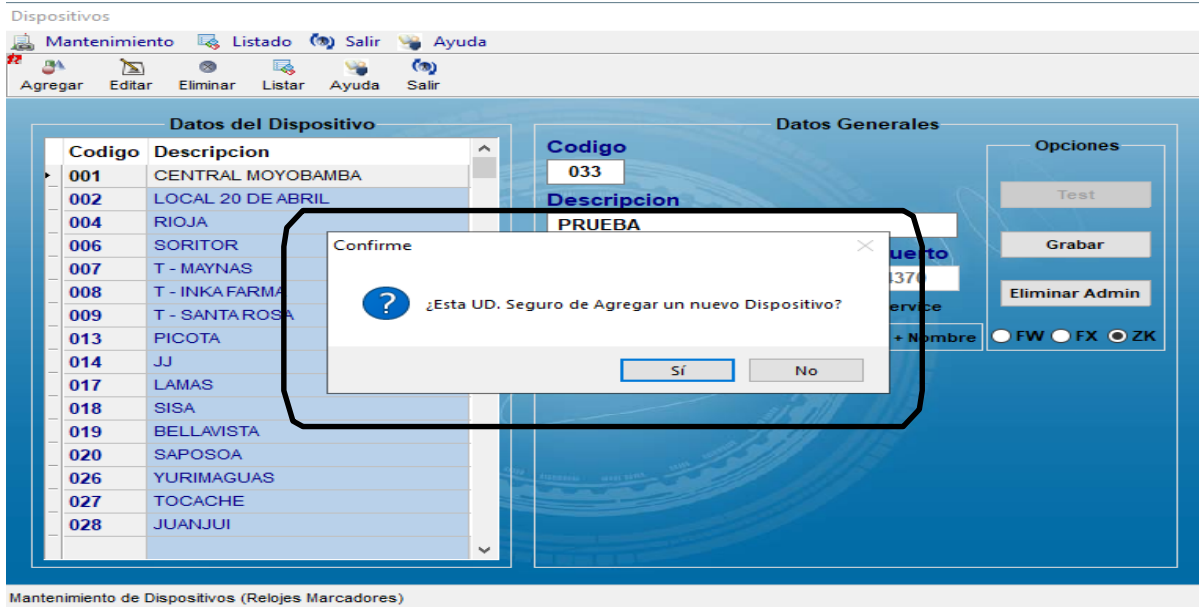 Dispositivos
Mantenimiento Listado Salir Ayuda
Agregar Editar Eliminar Listar Ayuda Salir
Datos del Dispositivo
Codigo Descripcion
001 CENTRAL MOYOBAMBA
002 LOCAL 20 DE ABRIL
004 RIOJA
006 SORITOR
007 T - MAYNAS
008 T - INKAFARMA
009 T - SANTA ROSA
013 PICOTA
014 JJ
017 LAMAS
018 SISA
019 BELLAVISTA
020 SAPOSOA
026 YURIMAGUAS
027 TOCACHE
028 JUANJUI
Datos Generales
Codigo
033
Descripcion
PRUEBA
uerto
4370
ervice
+ Nombre
Opciones
Test
Grabar
Eliminar Admin
FW FX ZK
Confirme
¿Esta UD. Seguro de Agregar un nuevo Dispositivo?
Sí No
Mantenimiento de Dispositivos (Relojes Marcadores)